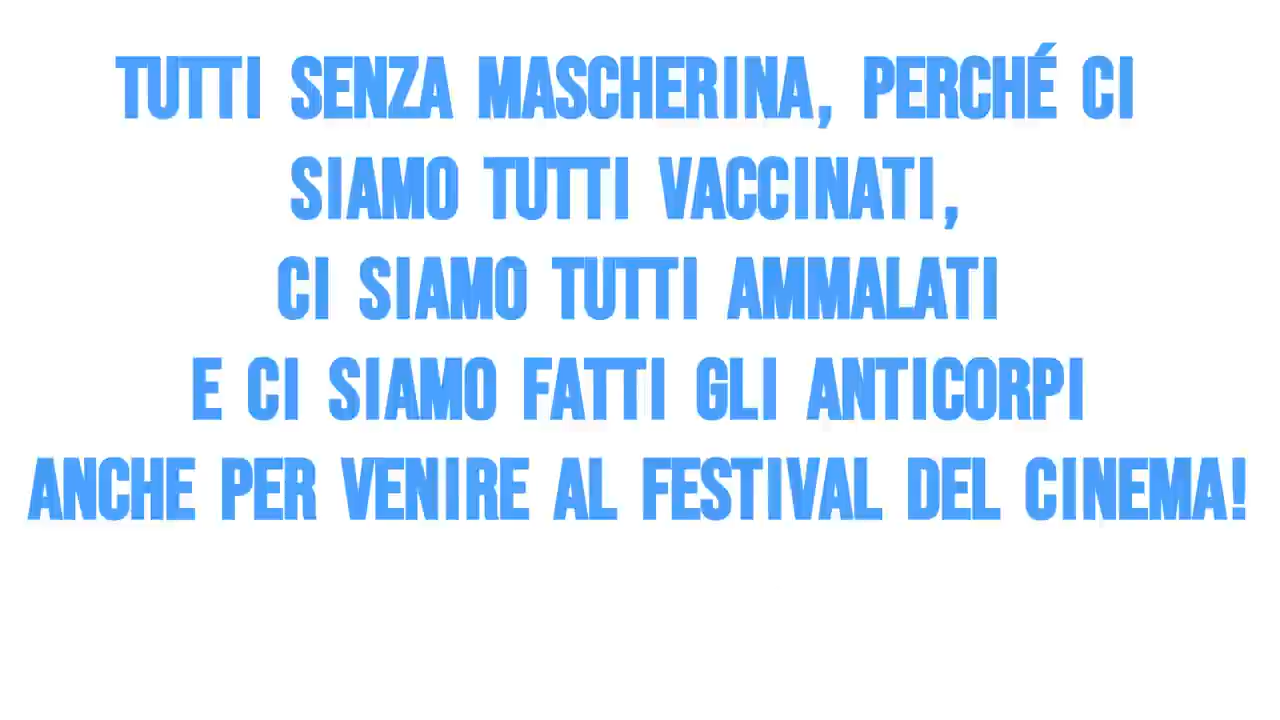 TUTTI SENZA MASCHERINA, PERCHÉ CI
SIAMO TUTTI VACCINATI,
CI SIAMO TUTTI AMMALATI
E CI SIAMO FATTI GLI ANTICORPI
ANCHE PER VENIRE AL FESTIVAL DEL CINEMA!